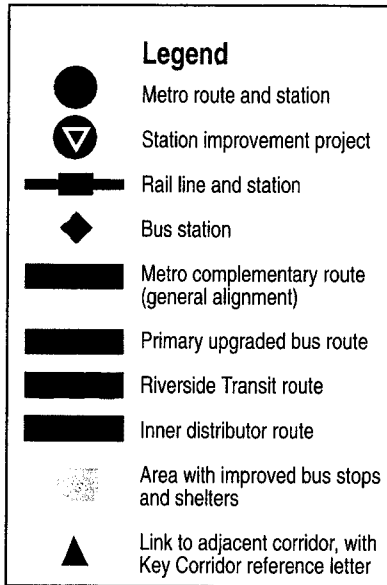 Legend
Metro route and station
Station improvement project
Rail line and station
Bus station
Metro complementary route
(general alignment)
Primary upgraded bus route
Riverside Transit route
Inner distributor route
Area with improved bus stops
and shelters
Link to adjacent corridor, with
Key Corridor reference letter